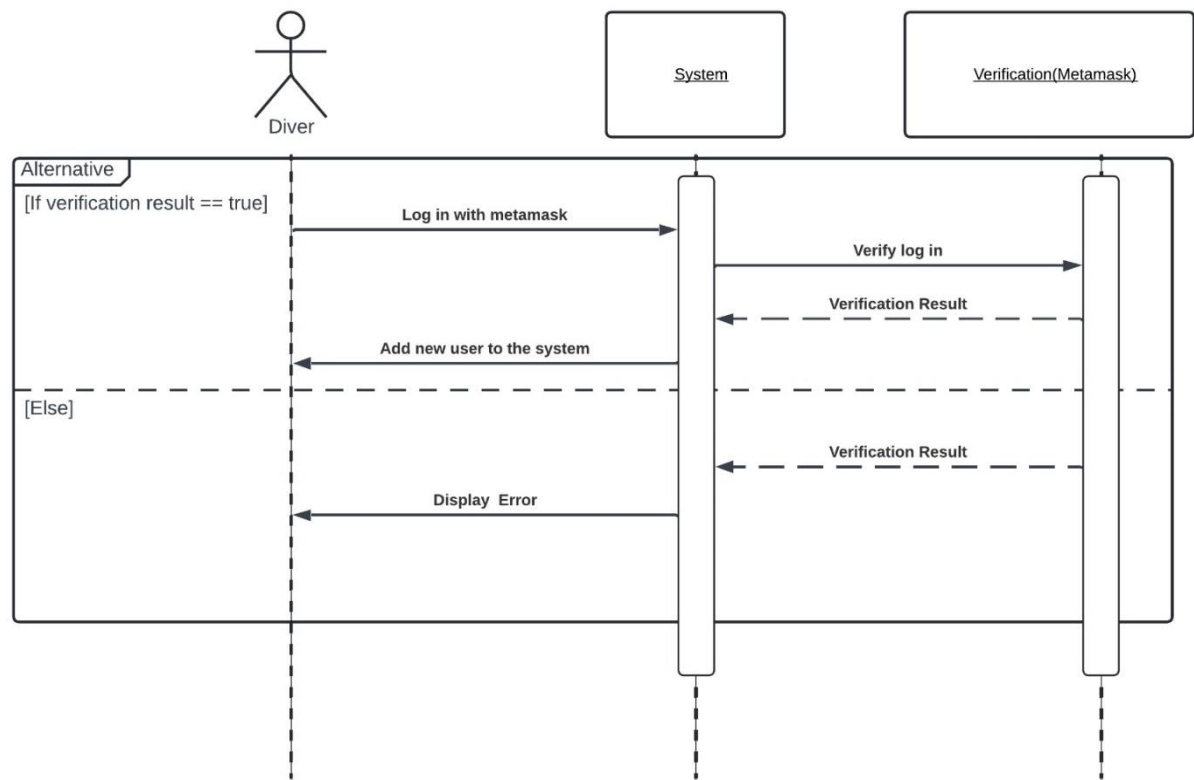 Diver
System
Verification(Metamask)
Alternative
[If verification result == true]
Log in with metamask
Verify log in
Verification Result
Add new user to the system
[Else]
Verification Result
Display Error